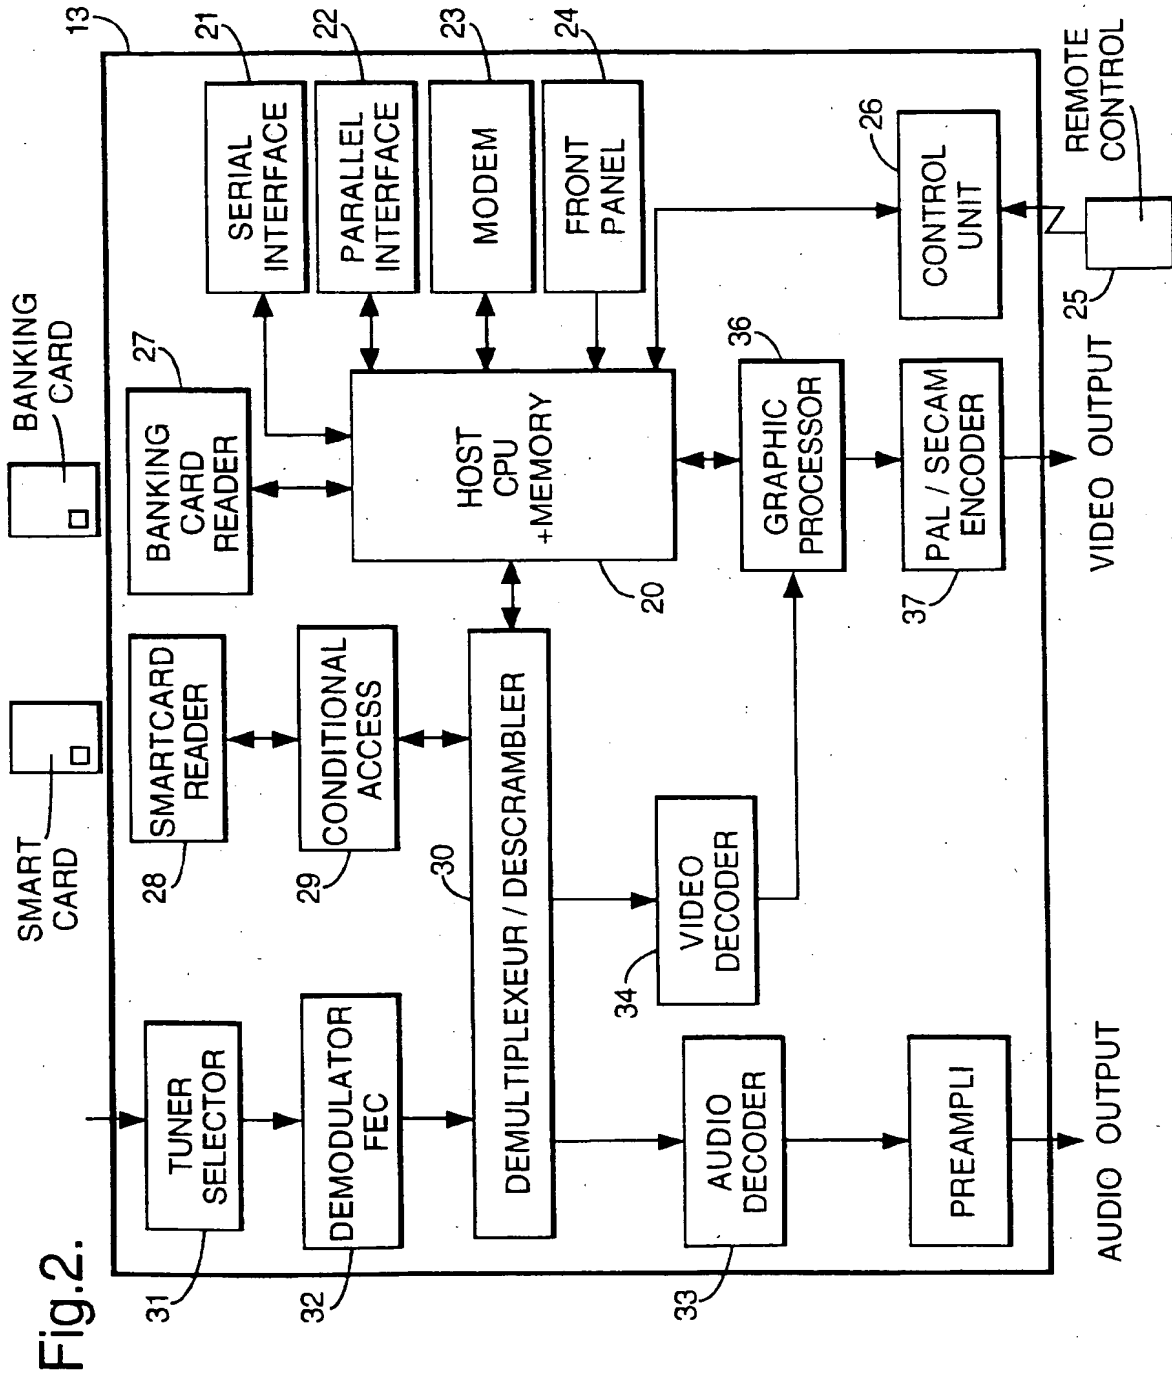 Fig.2.
SMART
CARD
BANKING
CARD
13
31
TUNER
SELECTOR
28
SMARTCARD
READER
27
BANKING
CARD
READER
21
SERIAL
INTERFACE
22
PARALLEL
INTERFACE
23
MODEM
24
FRONT
PANEL
32
DEMODULATOR
FEC
29
CONDITIONAL
ACCESS
30
DEMULTIPLEXEUR / DESCRAMBLER
HOST
CPU
+MEMORY
20
33
AUDIO
DECODER
34
VIDEO
DECODER
36
GRAPHIC
PROCESSOR
26
CONTROL
UNIT
PREAMPLI
37
PAL / SECAM
ENCODER
25
REMOTE
CONTROL
AUDIO OUTPUT
VIDEO OUTPUT